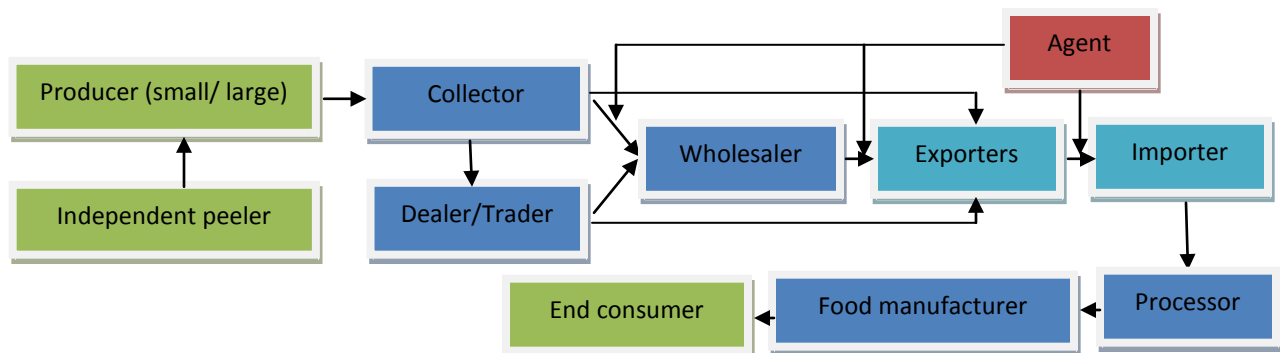 Agent
Producer (small/ large)
Collector
Wholesaler
Exporters
Importer
Independent peeler
Dealer/Trader
End consumer
Food manufacturer
Processor